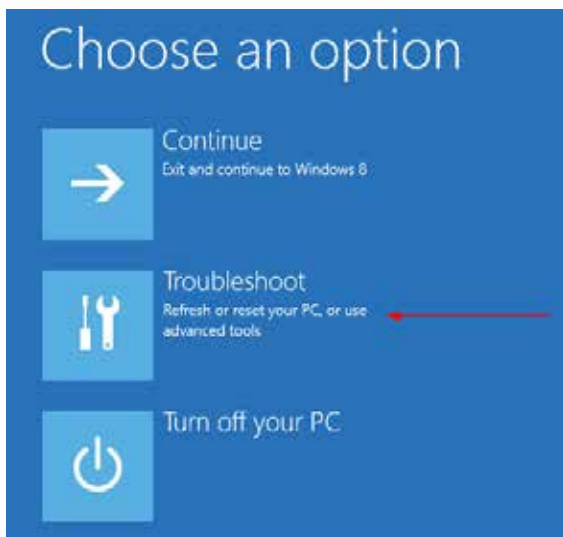 Choose an option
Continue
Exit and continue to Windows 8
Troubleshoot
Refresh or reset your PC, or use
advanced tools
Turn off your PC